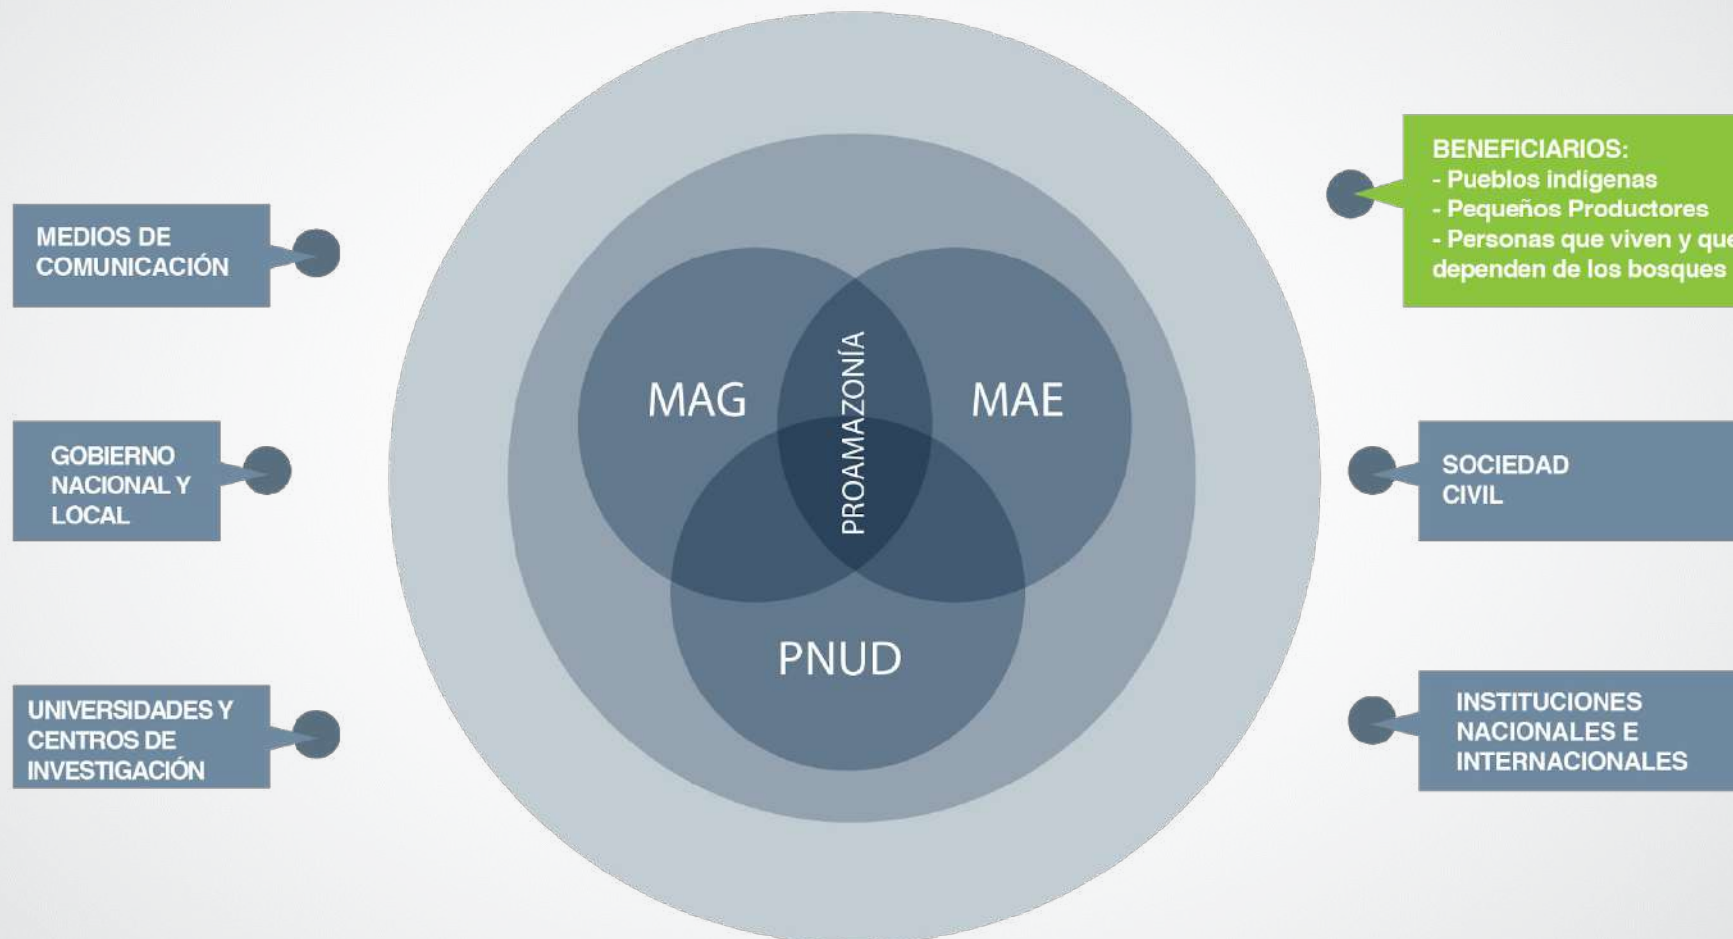 MEDIOS DE
COMUNICACIÓN
GOBIERNO
NACIONAL Y
LOCAL
UNIVERSIDADES Y
CENTROS DE
INVESTIGACIÓN
MAG
PROAMAZONÍA
MAE
PNUD
BENEFICIARIOS:
- Pueblos indígenas
- Pequeños Productores
- Personas que viven y que
dependen de los bosques
SOCIEDAD
CIVIL
INSTITUCIONES
NACIONALES E
INTERNACIONALES